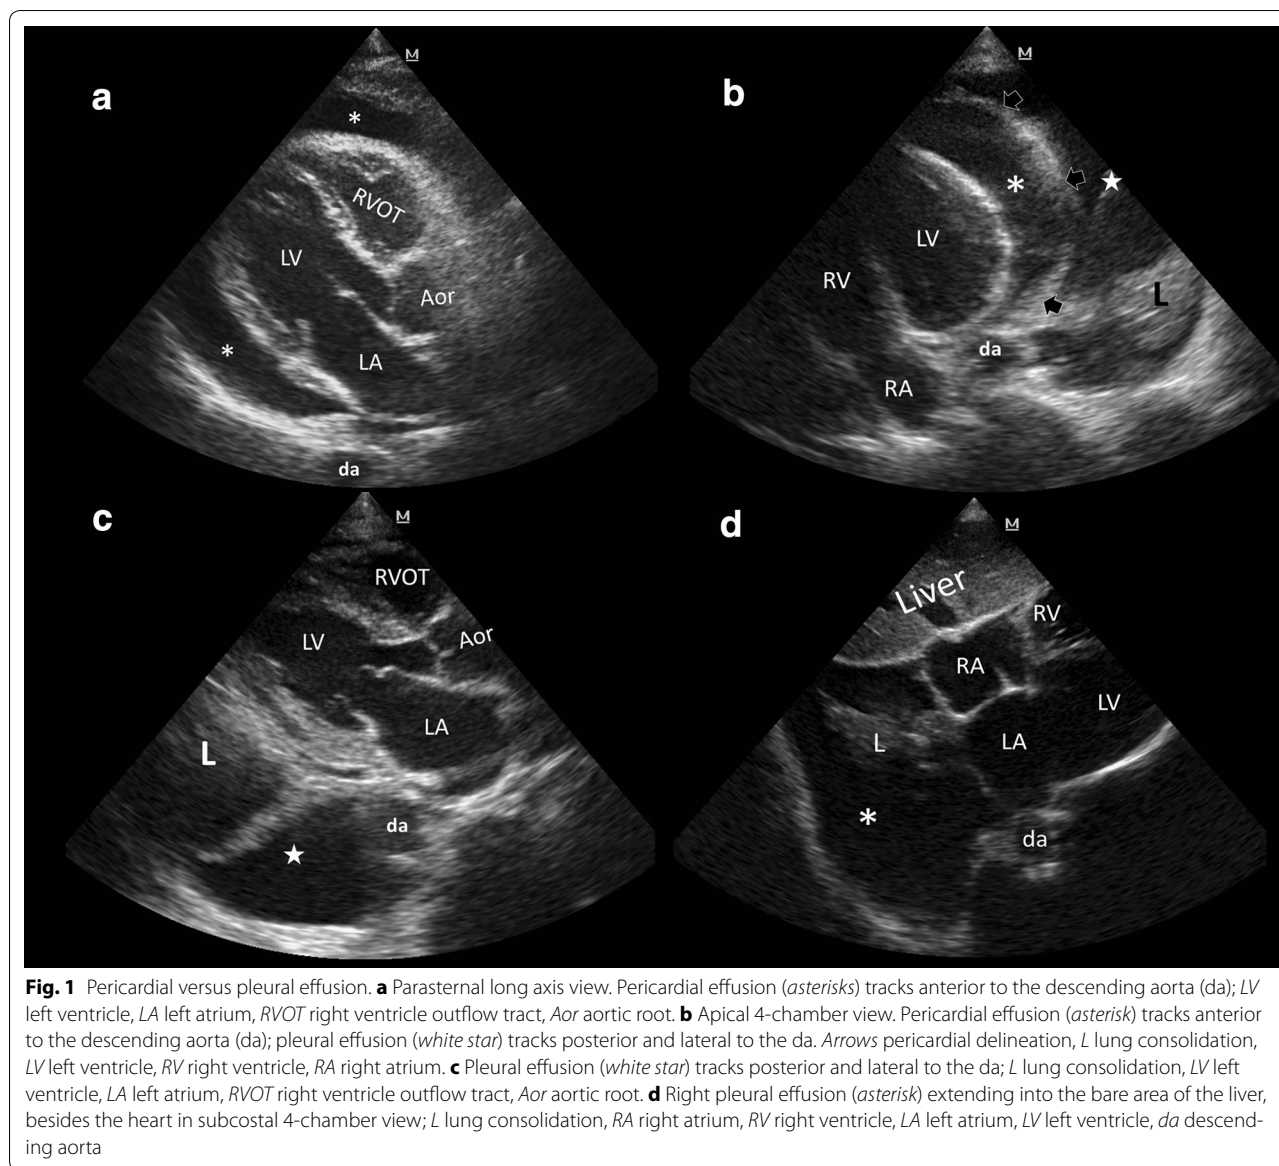 a
M
*
RVOT
LV
Aor
*
LA
da
b
M
*
★
LV
RV
L
da
RA
c
M
RVOT
LV
Aor
LA
L
da
★
d
M
Liver
RV
RA
LV
L
LA
*
da
Fig. 1 Pericardial versus pleural effusion. a Parasternal long axis view. Pericardial effusion (asterisks) tracks anterior to the descending aorta (da); LV
left ventricle, LA left atrium, RVOT right ventricle outflow tract, Aor aortic root. b Apical 4-chamber view. Pericardial effusion (asterisk) tracks anterior
to the descending aorta (da); pleural effusion (white star) tracks posterior and lateral to the da. Arrows pericardial delineation, L lung consolidation,
LV left ventricle, RV right ventricle, RA right atrium. c Pleural effusion (white star) tracks posterior and lateral to the da; L lung consolidation, LV left
ventricle, LA left atrium, RVOT right ventricle outflow tract, Aor aortic root. d Right pleural effusion (asterisk) extending into the bare area of the liver,
besides the heart in subcostal 4-chamber view; L lung consolidation, RA right atrium, RV right ventricle, LA left atrium, LV left ventricle, da descend-
ing aorta